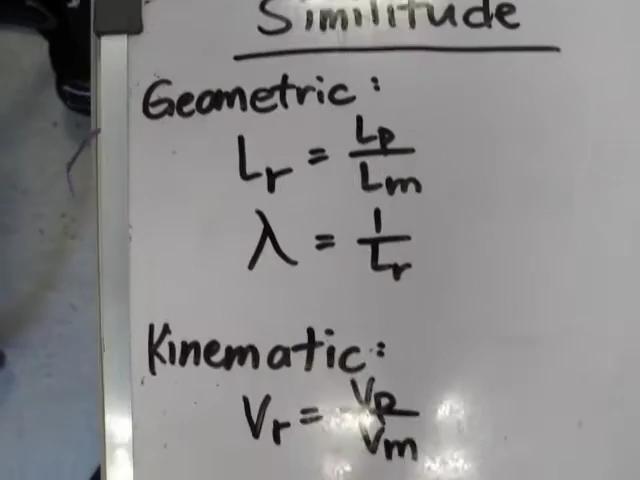 Similitude
Geometric:
Lr = Lp/Lm
λ = 1/Lr
Kinematic:
Vr = Vp/Vm